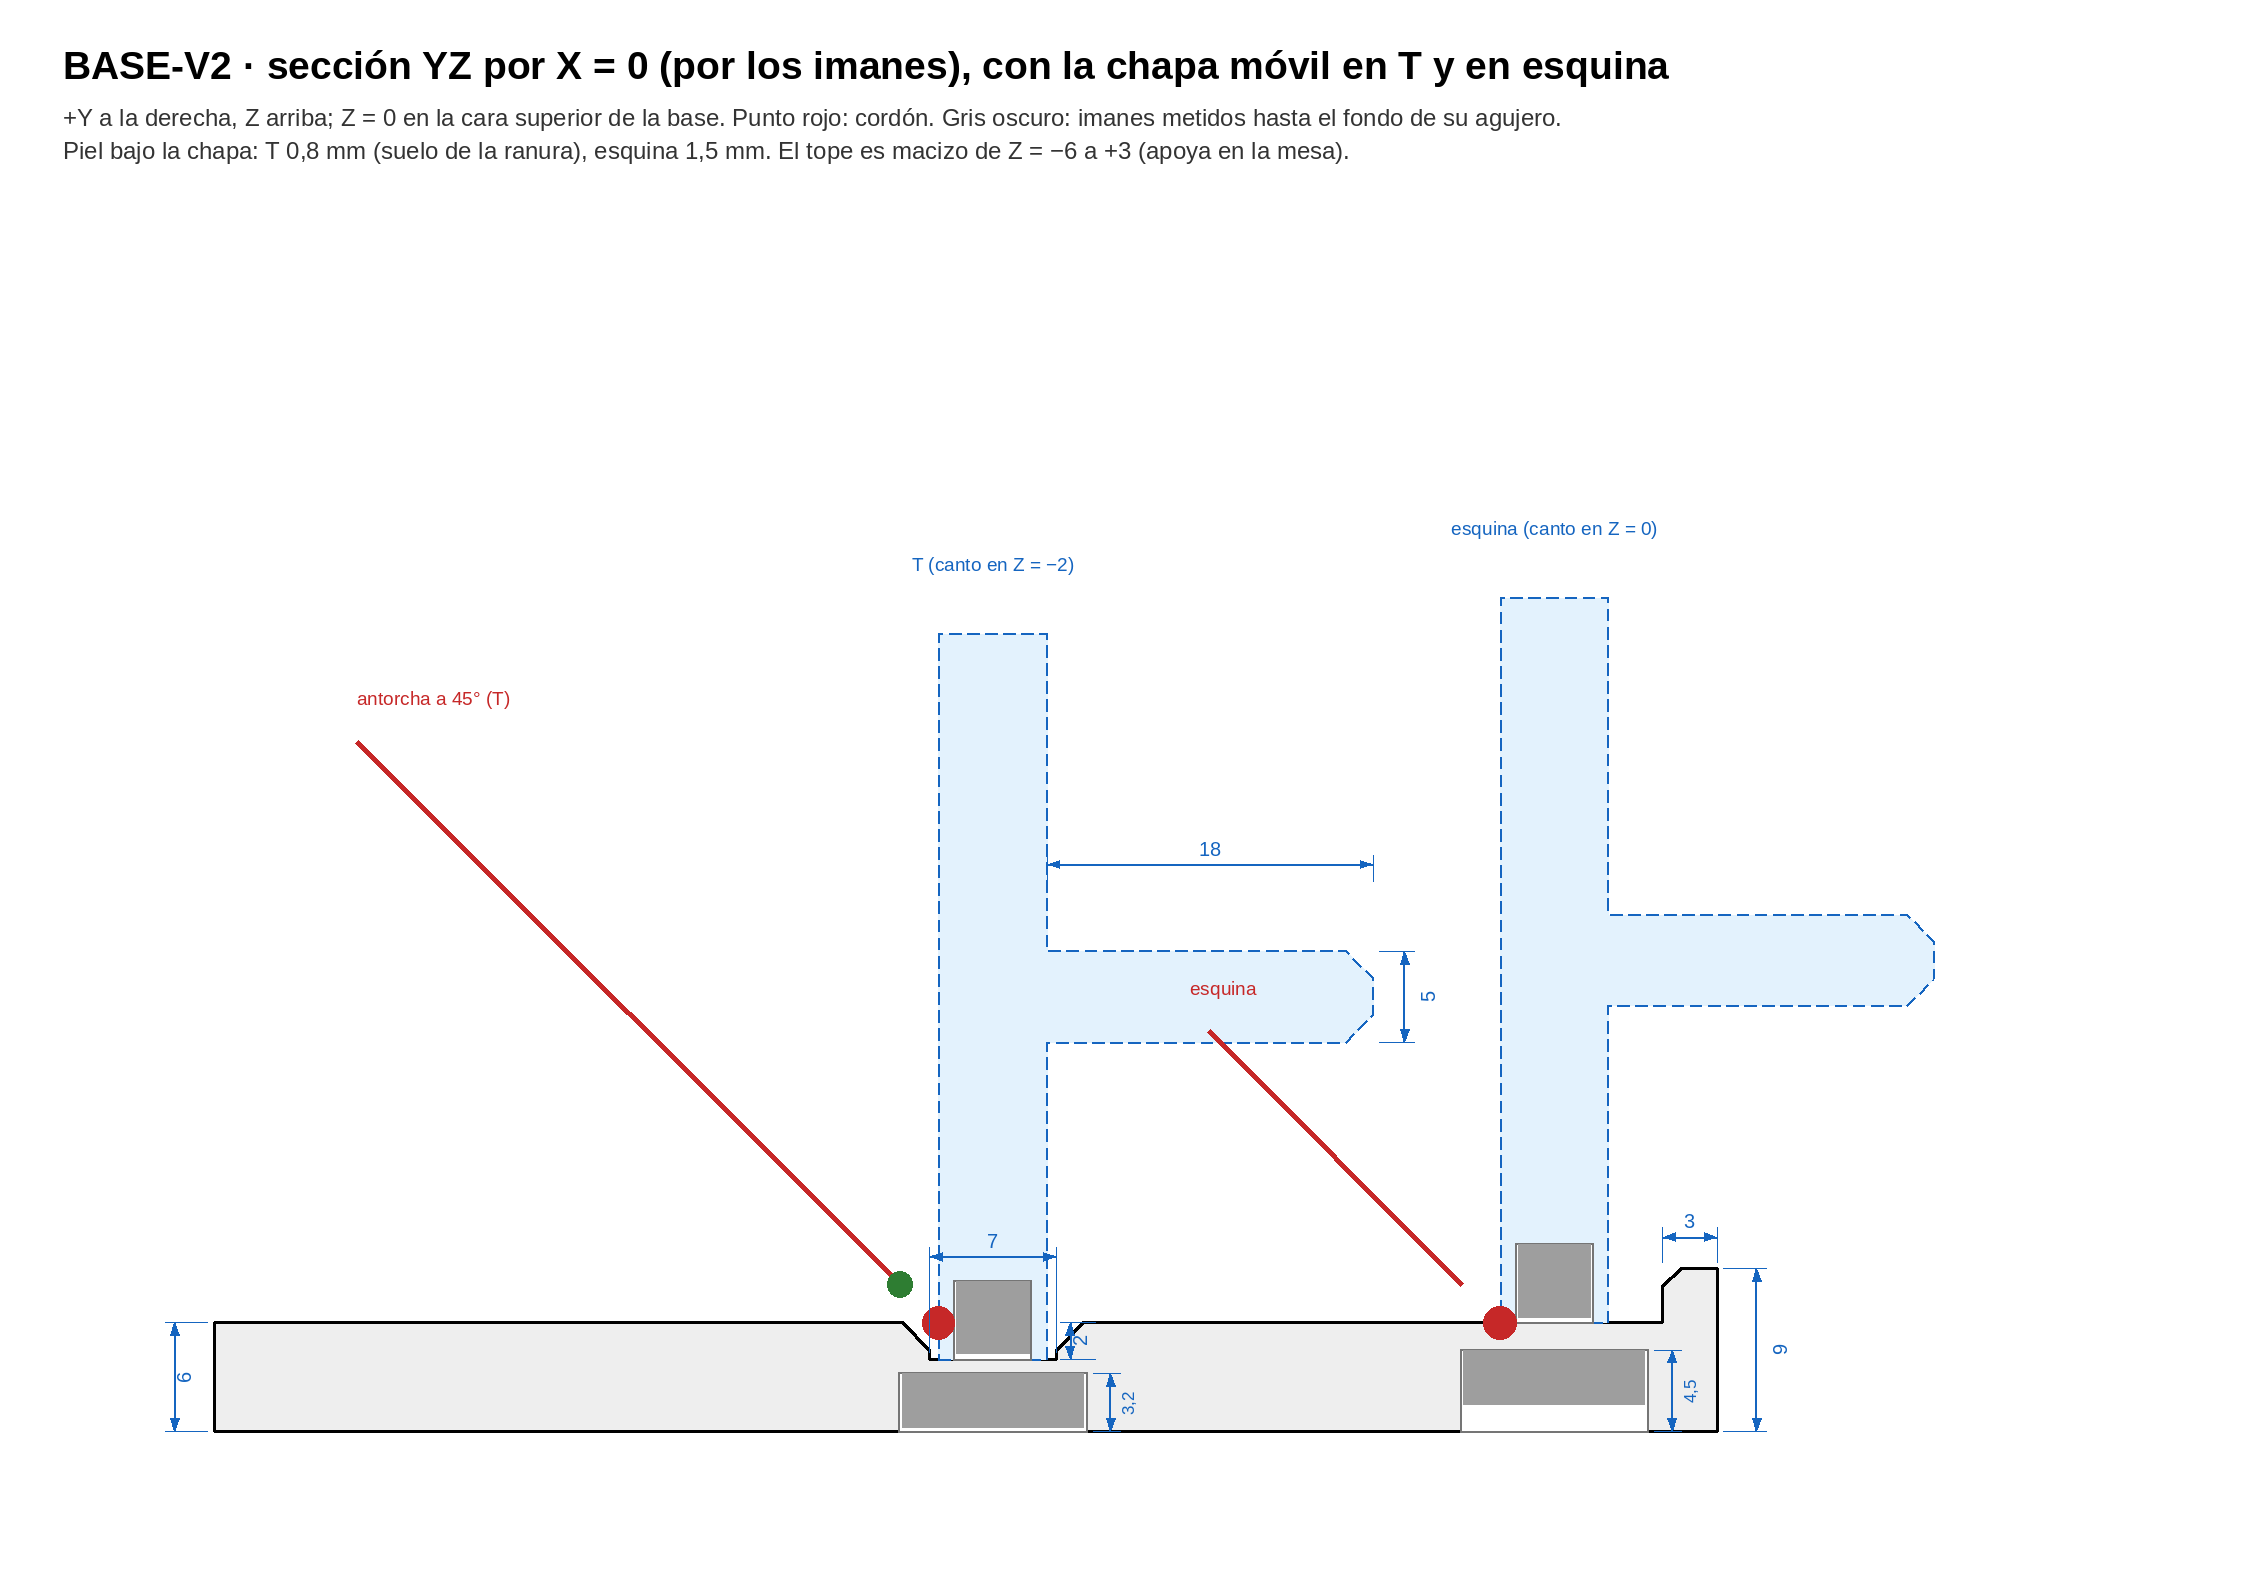 BASE-V2 · sección YZ por X = 0 (por los imanes), con la chapa móvil en T y en esquina
+Y a la derecha, Z arriba; Z = 0 en la cara superior de la base. Punto rojo: cordón. Gris oscuro: imanes metidos hasta el fondo de su agujero.
Piel bajo la chapa: T 0,8 mm (suelo de la ranura), esquina 1,5 mm. El tope es macizo de Z = −6 a +3 (apoya en la mesa).
esquina (canto en Z = 0)
T (canto en Z = −2)
antorcha a 45° (T)
18
esquina
5
3
7
2
9
6
3,2
4,5